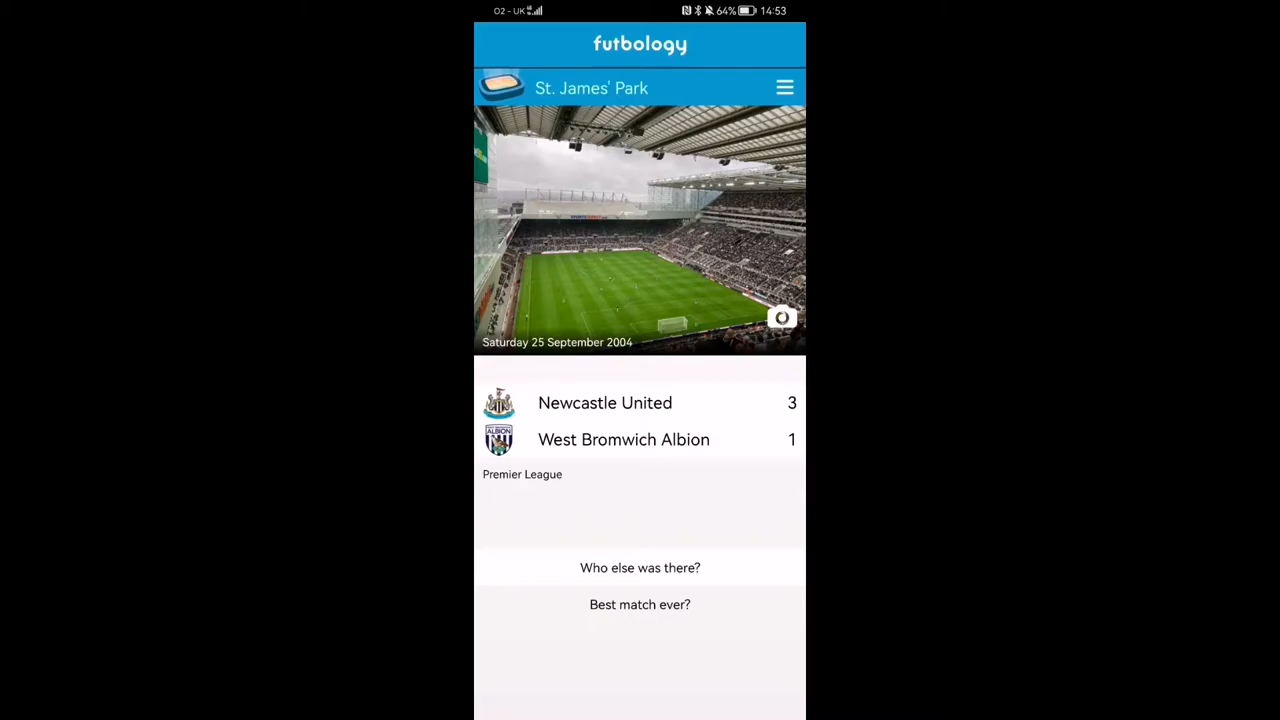 O2 - UK 64% 14:53
futbology
St. James' Park
Saturday 25 September 2004
Newcastle United 3
ALBION
West Bromwich Albion 1
Premier League
Who else was there?
Best match ever?